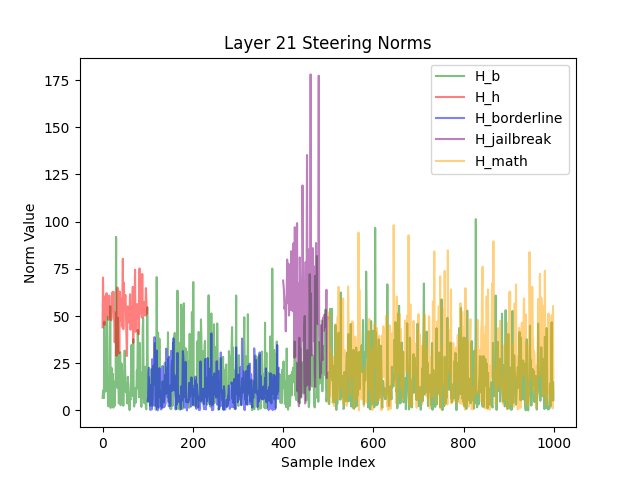 Layer 21 Steering Norms
Norm Value
175
150
125
100
75
50
25
0
0
200
400
600
800
1000
Sample Index
H_b
H_h
H_borderline
H_jailbreak
H_math